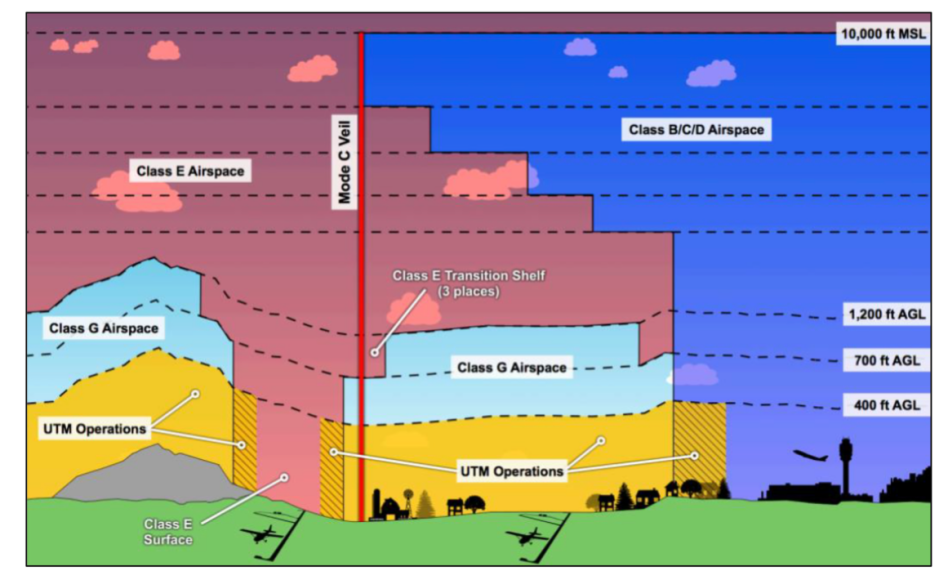 10,000 ft MSL
Class B/C/D Airspace
Mode C Veil
Class E Airspace
Class E Transition Shelf
(3 places)
1,200 ft AGL
Class G Airspace
700 ft AGL
Class G Airspace
400 ft AGL
UTM Operations
UTM Operations
Class E
Surface